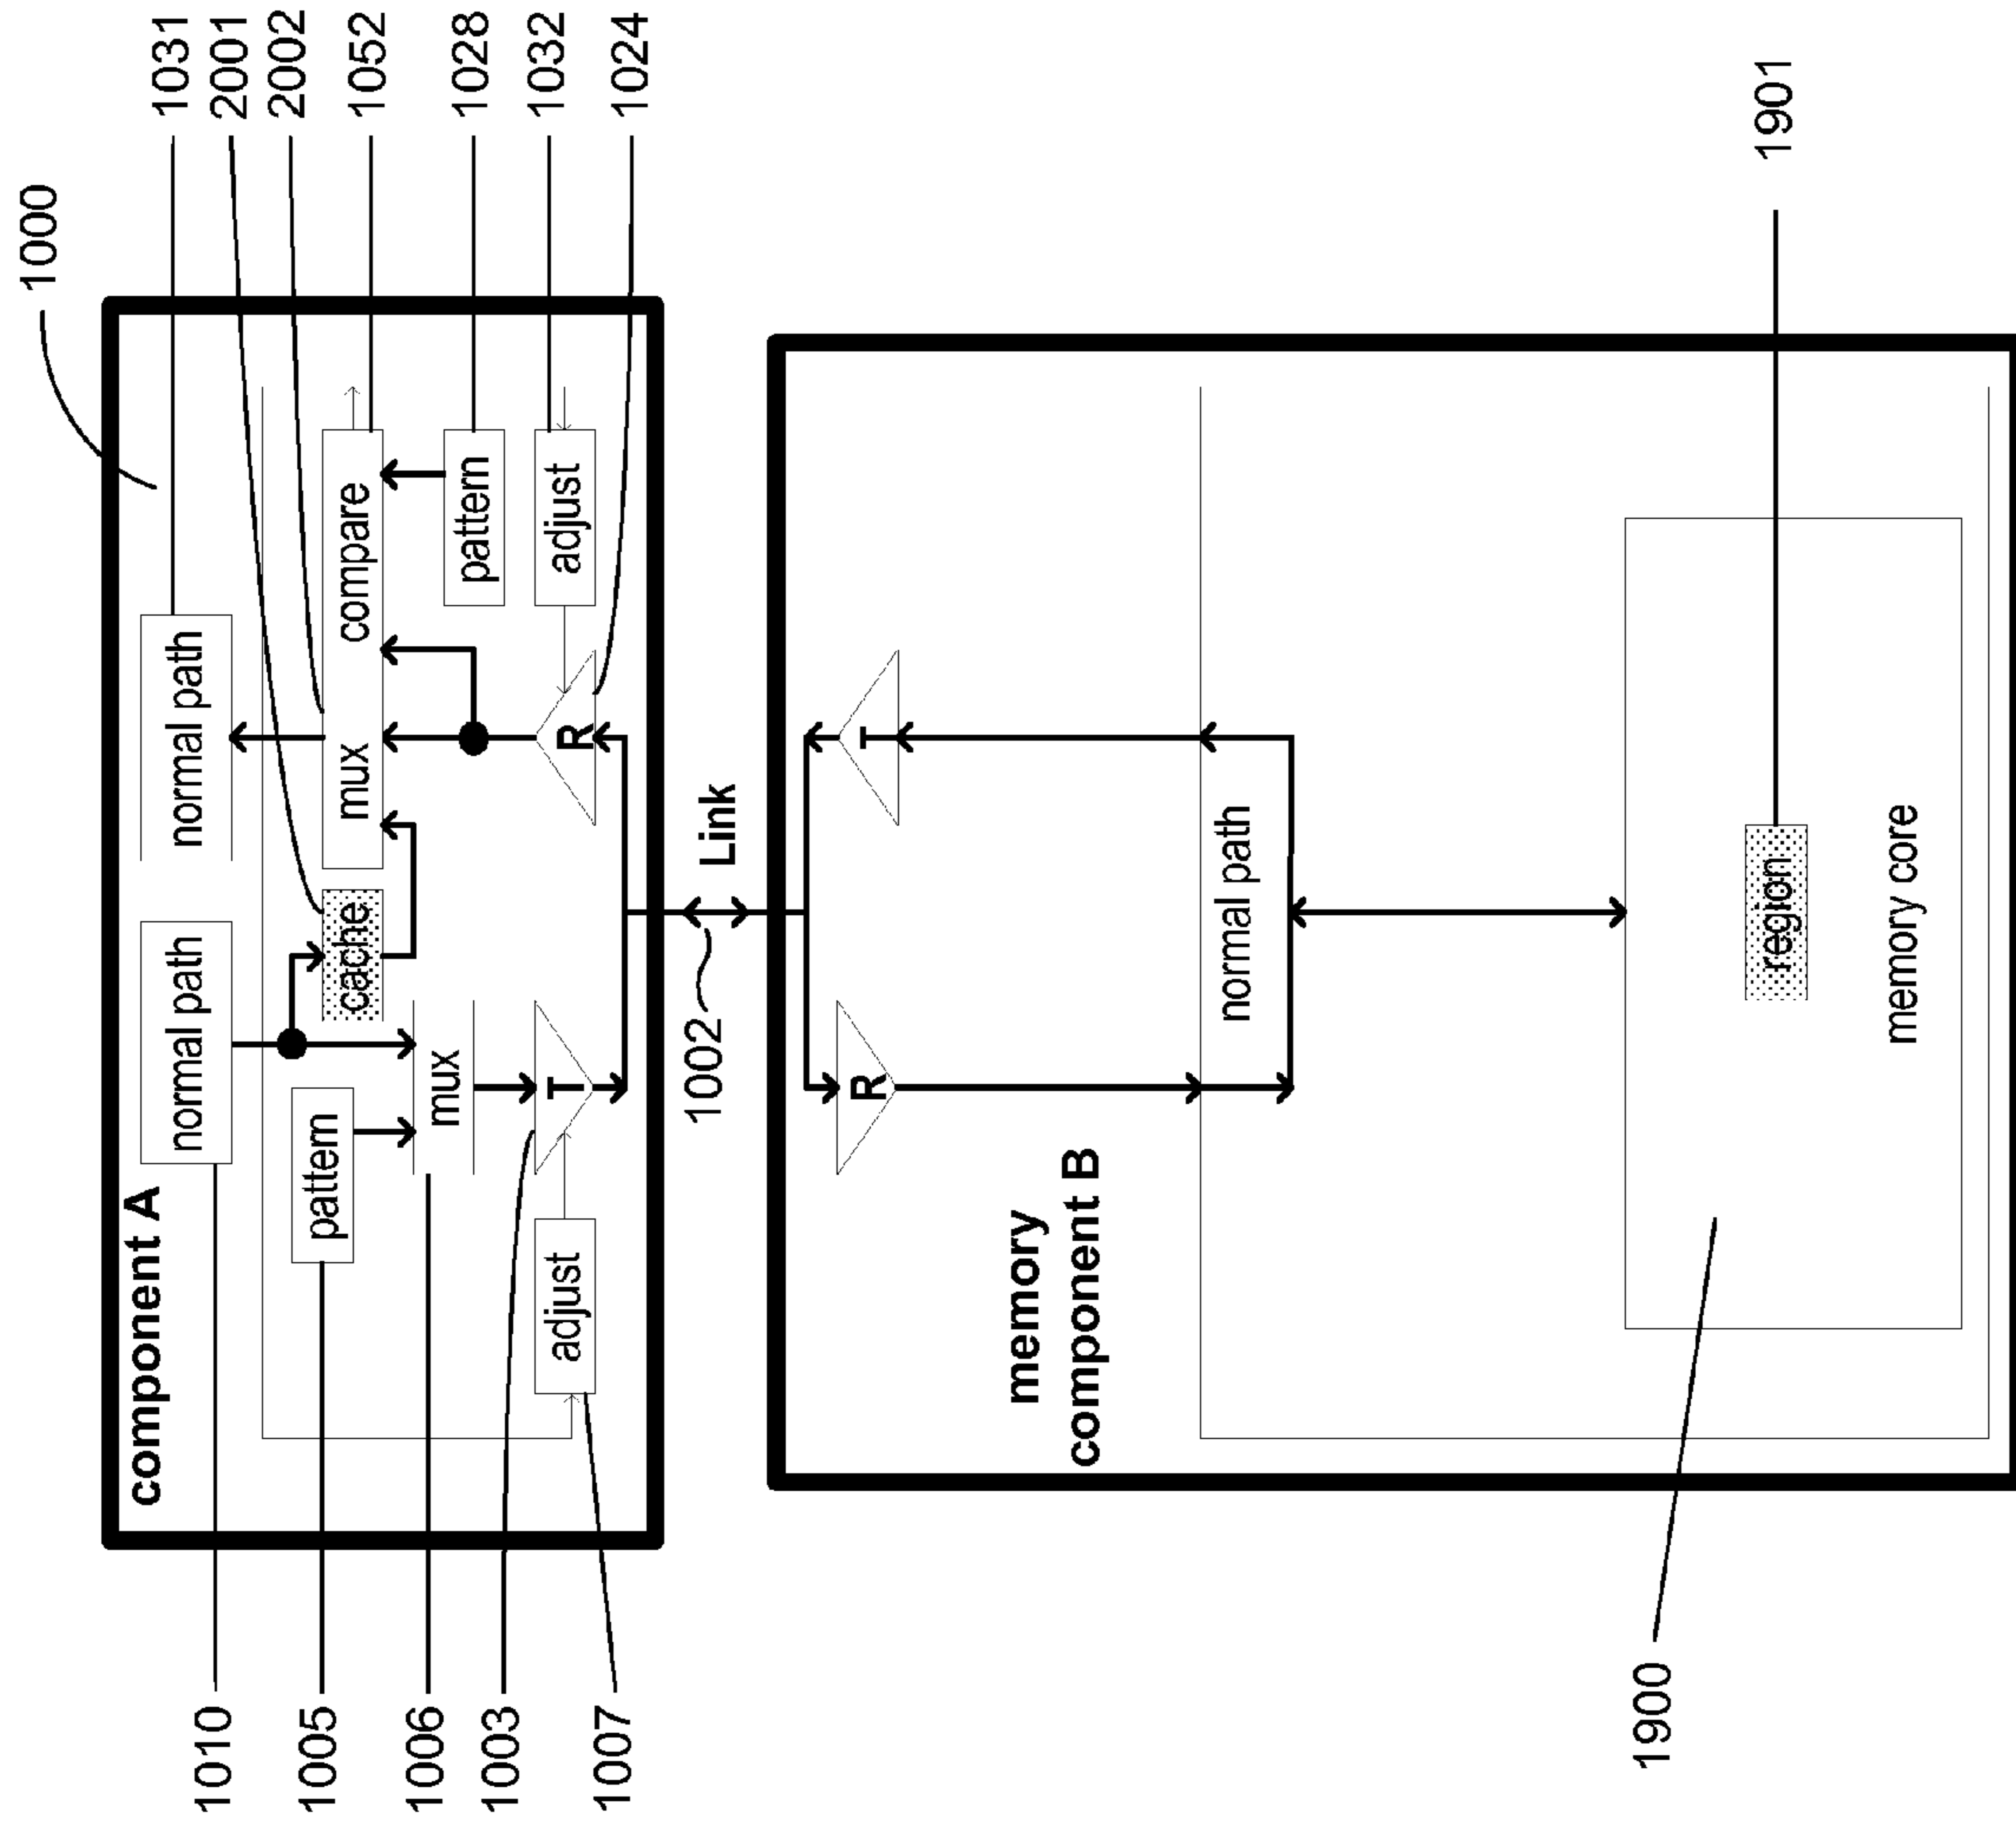 1000
component A
1010
1005
1006
1003
1007
1031
2001
2002
1052
1028
1032
1024
normal path
normal path
pattern
cache
mux
compare
mux
pattern
adjust
T
R
adjust
1002
Link
memory
component B
R
T
normal path
region
memory core
1900
1901